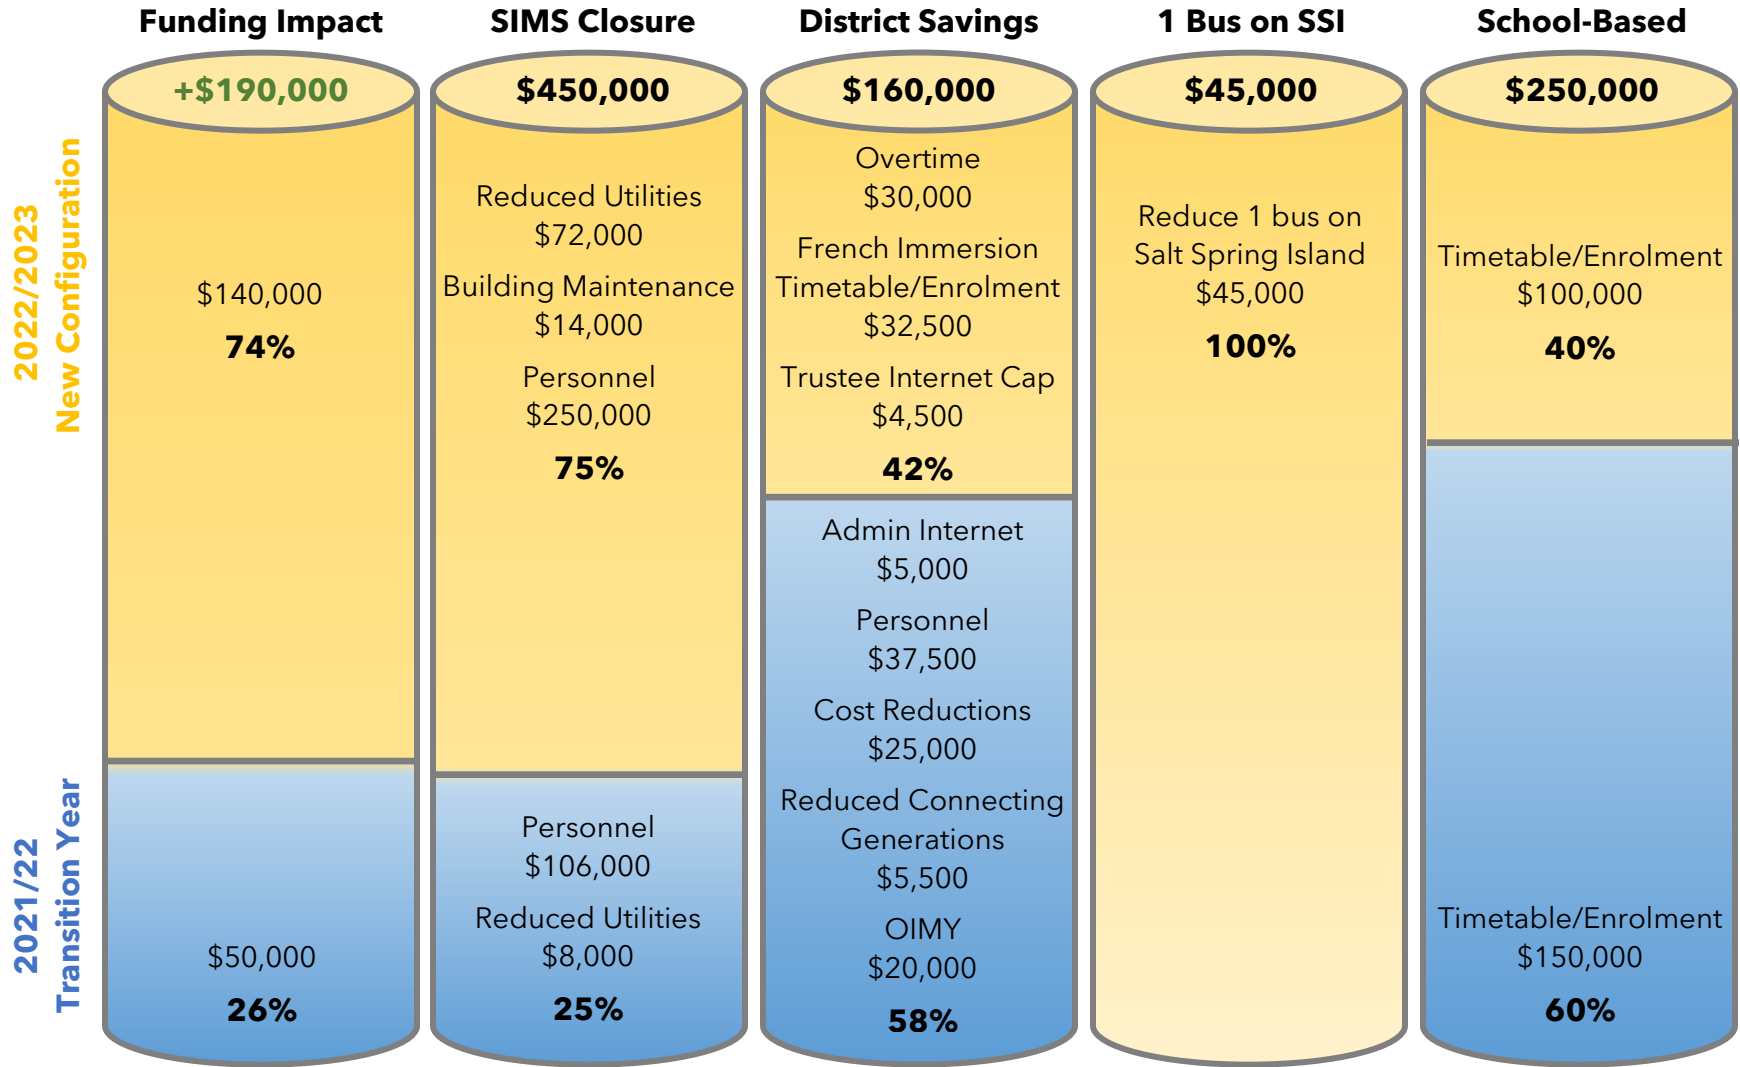 Funding Impact
SIMS Closure
District Savings
1 Bus on SSI
School-Based
+$190,000
$450,000
$160,000
$45,000
$250,000
2022/2023
New Configuration
$140,000
74%
Reduced Utilities
$72,000
Building Maintenance
$14,000
Personnel
$250,000
75%
Overtime
$30,000
French Immersion
Timetable/Enrolment
$32,500
Trustee Internet Cap
$4,500
42%
Reduce 1 bus on
Salt Spring Island
$45,000
100%
Timetable/Enrolment
$100,000
40%
2021/22
Transition Year
$50,000
26%
Personnel
$106,000
Reduced Utilities
$8,000
25%
Admin Internet
$5,000
Personnel
$37,500
Cost Reductions
$25,000
Reduced Connecting
Generations
$5,500
OIMY
$20,000
58%
Timetable/Enrolment
$150,000
60%